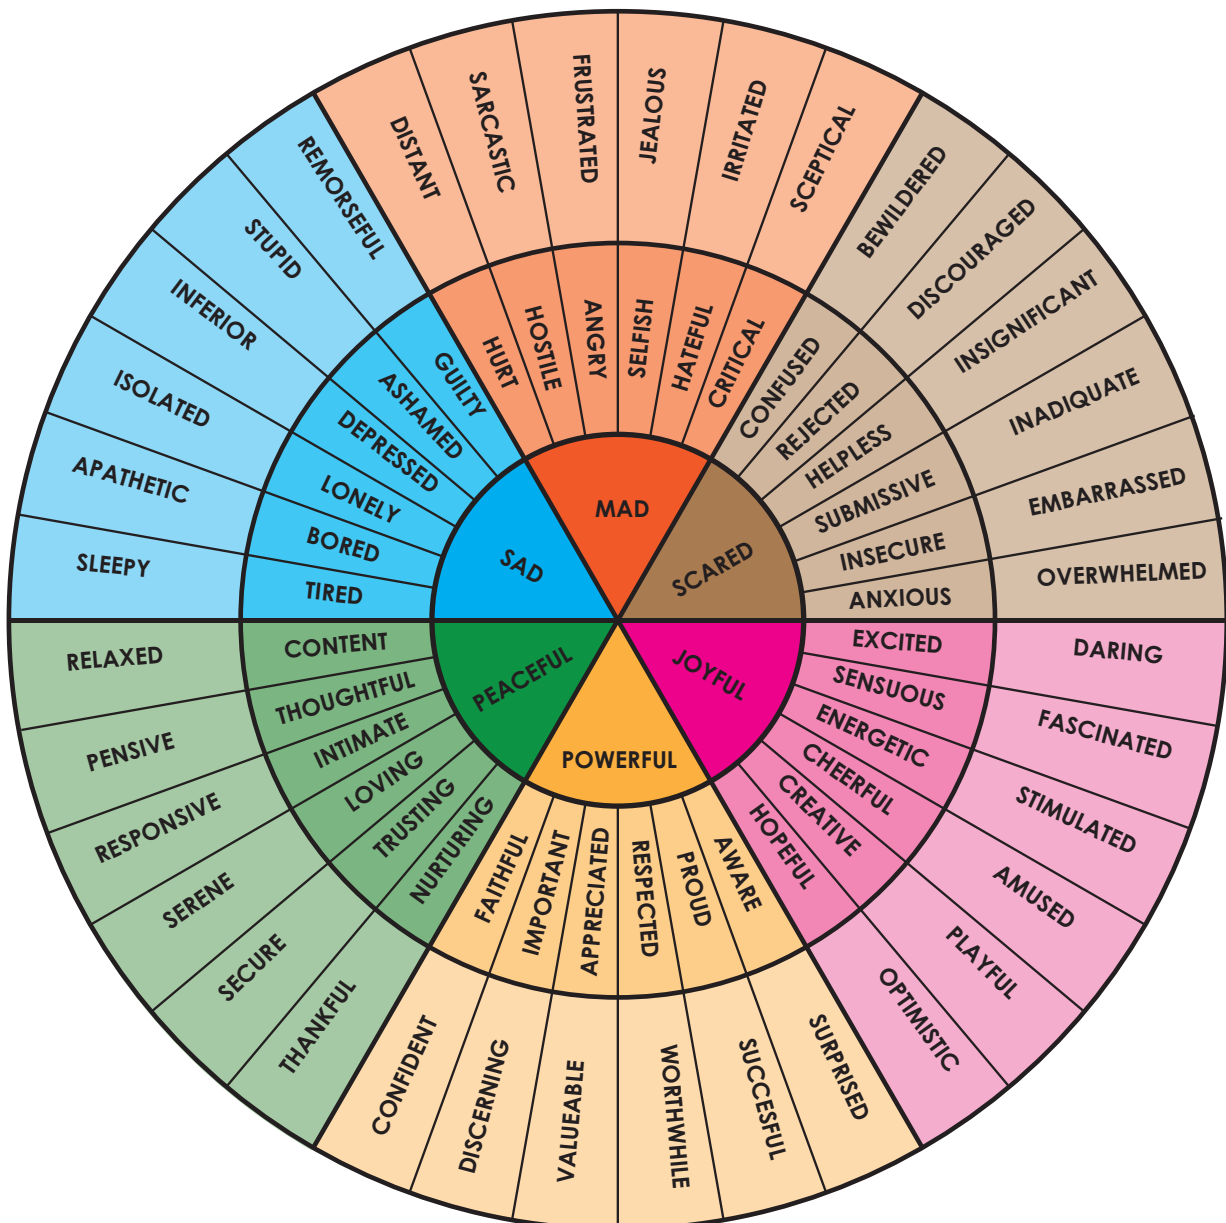 MAD
HURT
HOSTILE
ANGRY
SELFISH
HATEFUL
CRITICAL
DISTANT
SARCASTIC
FRUSTRATED
JEALOUS
IRRITATED
SCEPTICAL
SCARED
CONFUSED
REJECTED
HELPLESS
SUBMISSIVE
INSECURE
ANXIOUS
BEWILDERED
DISCOURAGED
INSIGNIFICANT
INADIQUATE
EMBARRASSED
OVERWHELMED
JOYFUL
EXCITED
SENSUOUS
ENERGETIC
CHEERFUL
CREATIVE
HOPEFUL
DARING
FASCINATED
STIMULATED
AMUSED
PLAYFUL
OPTIMISTIC
POWERFUL
AWARE
PROUD
RESPECTED
APPRECIATED
IMPORTANT
FAITHFUL
SURPRISED
SUCCESFUL
WORTHWHILE
VALUEABLE
DISCERNING
CONFIDENT
PEACEFUL
NURTURING
TRUSTING
LOVING
INTIMATE
THOUGHTFUL
CONTENT
THANKFUL
SECURE
SERENE
RESPONSIVE
PENSIVE
RELAXED
SAD
TIRED
BORED
LONELY
DEPRESSED
ASHAMED
GUILTY
SLEEPY
APATHETIC
ISOLATED
INFERIOR
STUPID
REMORSEFUL